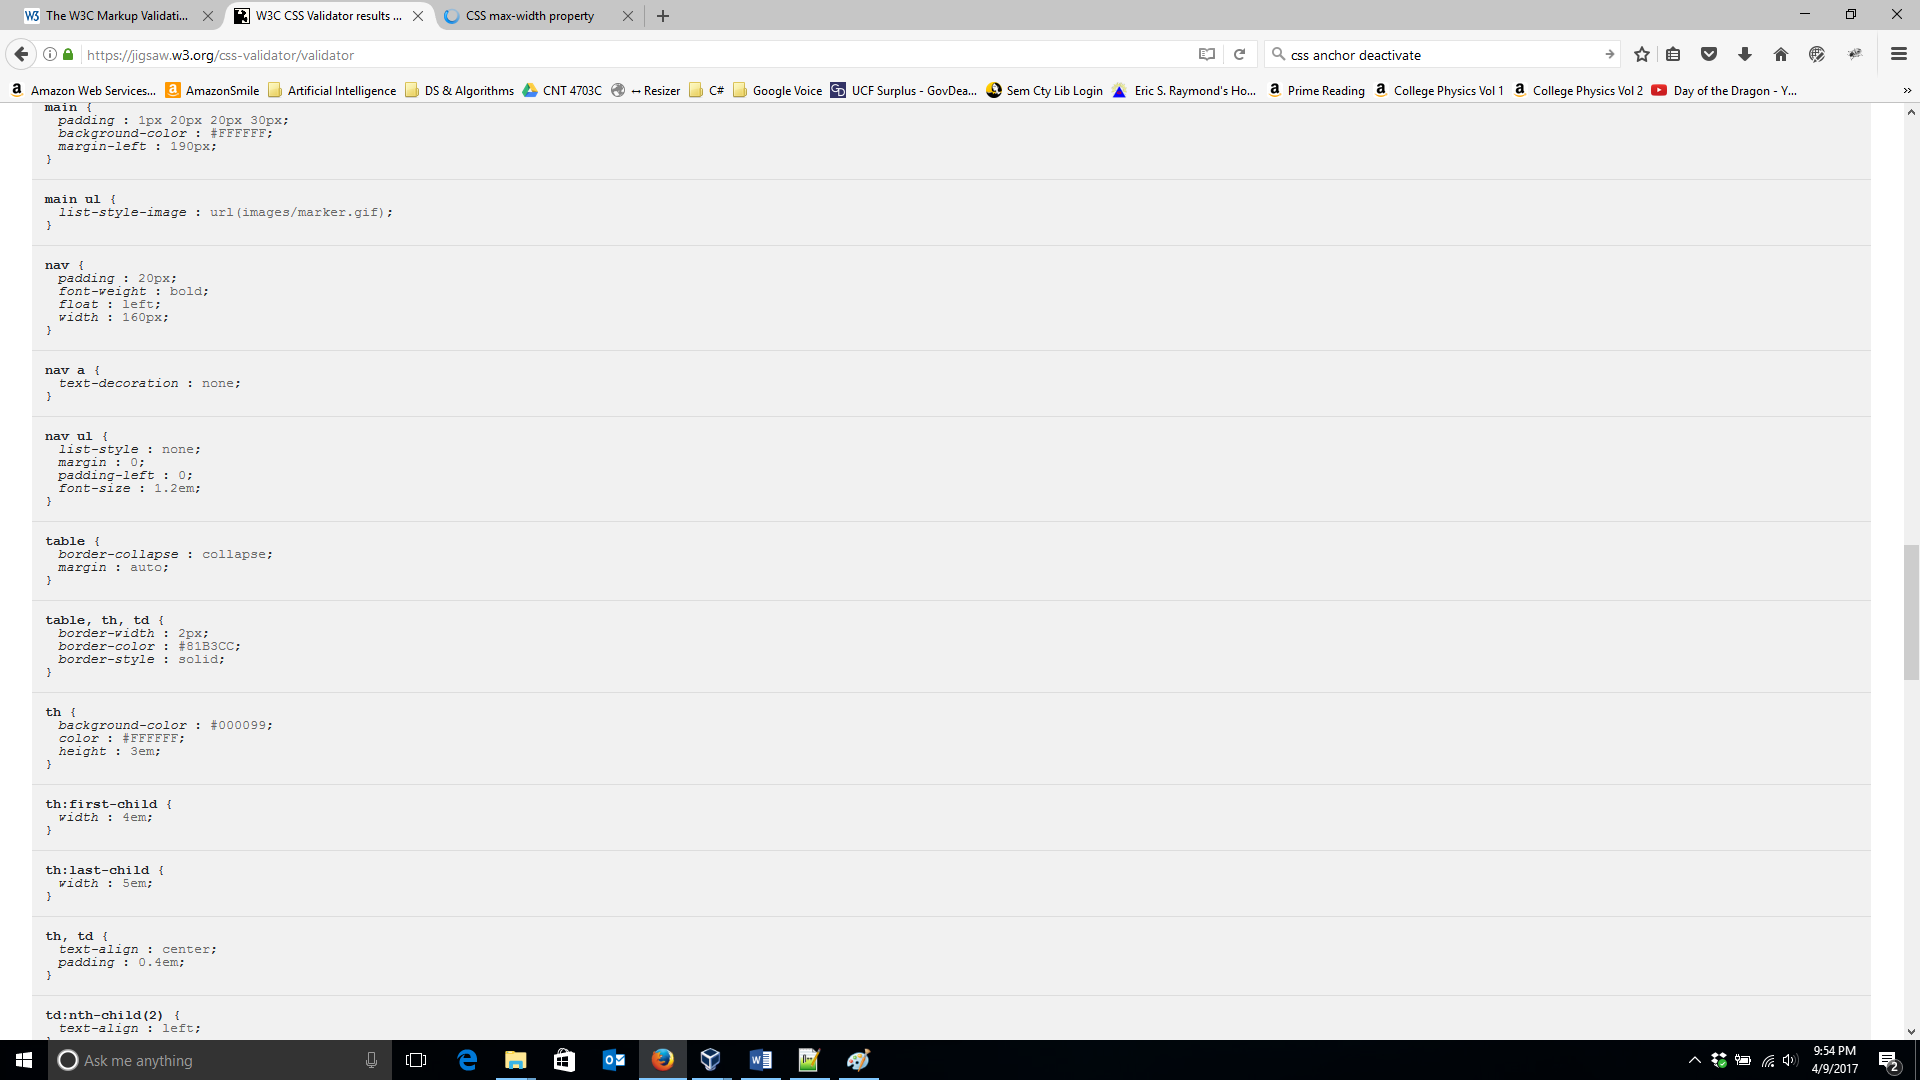 The W3C Markup Validati...
W3C CSS Validator results ...
CSS max-width property
https://jigsaw.w3.org/css-validator/validator
css anchor deactivate
Amazon Web Services...
AmazonSmile
Artificial Intelligence
DS & Algorithms
CNT 4703C
↔ Resizer
C#
Google Voice
UCF Surplus - GovDea...
Sem Cty Lib Login
Eric S. Raymond's Ho...
Prime Reading
College Physics Vol 1
College Physics Vol 2
Day of the Dragon - Y...
main {
padding : 1px 20px 20px 30px;
background-color : #FFFFFF;
margin-left : 190px;
}
main ul {
list-style-image : url(images/marker.gif);
}
nav {
padding : 20px;
font-weight : bold;
float : left;
width : 160px;
}
nav a {
text-decoration : none;
}
nav ul {
list-style : none;
margin : 0;
padding-left : 0;
font-size : 1.2em;
}
table {
border-collapse : collapse;
margin : auto;
}
table, th, td {
border-width : 2px;
border-color : #81B3CC;
border-style : solid;
}
th {
background-color : #000099;
color : #FFFFFF;
height : 3em;
}
th:first-child {
width : 4em;
}
th:last-child {
width : 5em;
}
th, td {
text-align : center;
padding : 0.4em;
}
td:nth-child(2) {
text-align : left;
Ask me anything
9:54 PM
4/9/2017
2